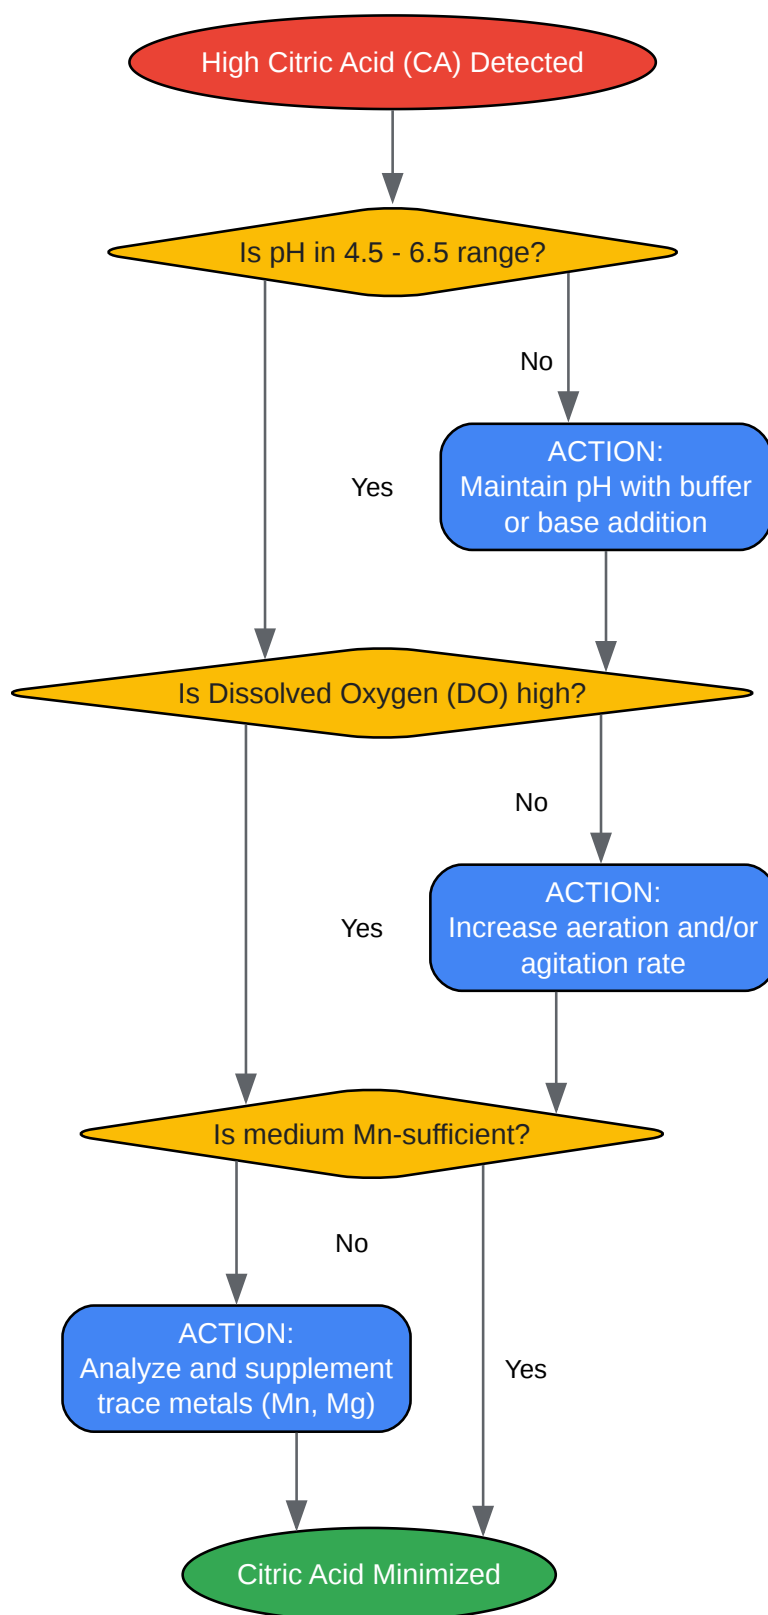 High Citric Acid (CA) Detected
Is pH in 4.5 - 6.5 range?
No
ACTION:
Maintain pH with buffer
or base addition
Yes
Is Dissolved Oxygen (DO) high?
No
ACTION:
Increase aeration and/or
agitation rate
Yes
Is medium Mn-sufficient?
No
ACTION:
Analyze and supplement
trace metals (Mn, Mg)
Yes
Citric Acid Minimized